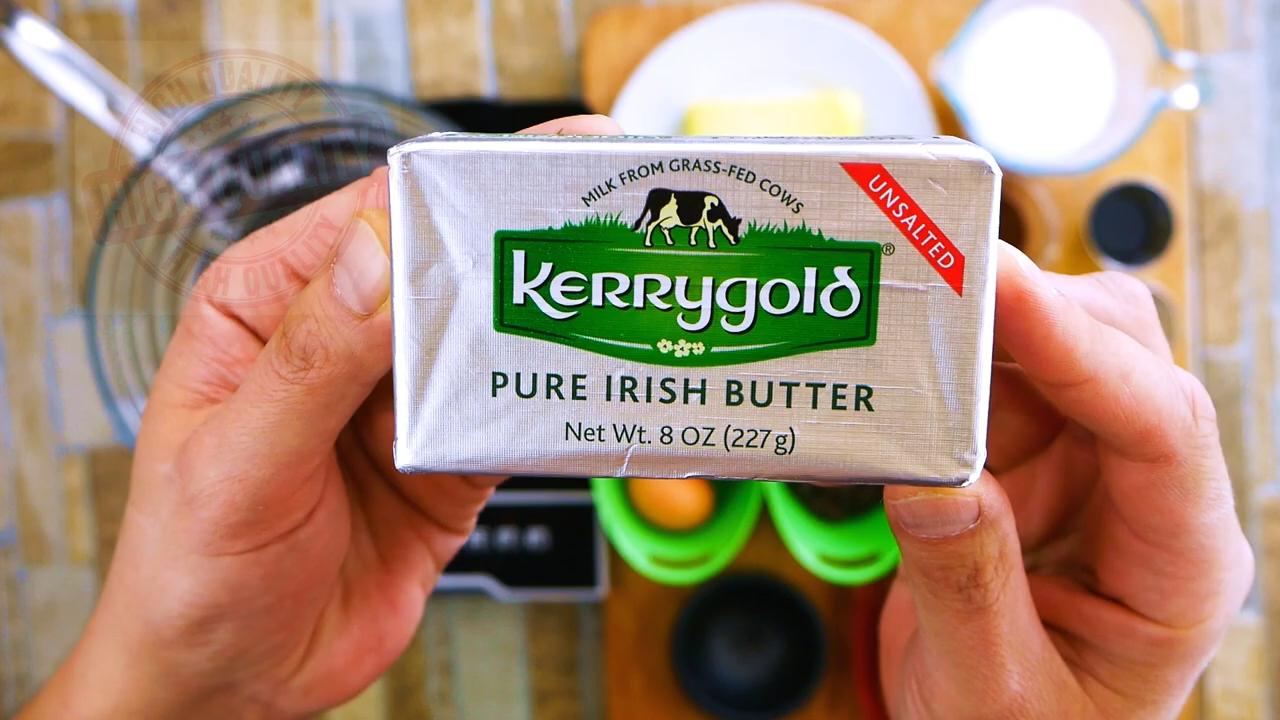 MILK FROM GRASS-FED COWS
UNSALTED
Kerrygold®
PURE IRISH BUTTER
Net Wt. 8 OZ (227g)